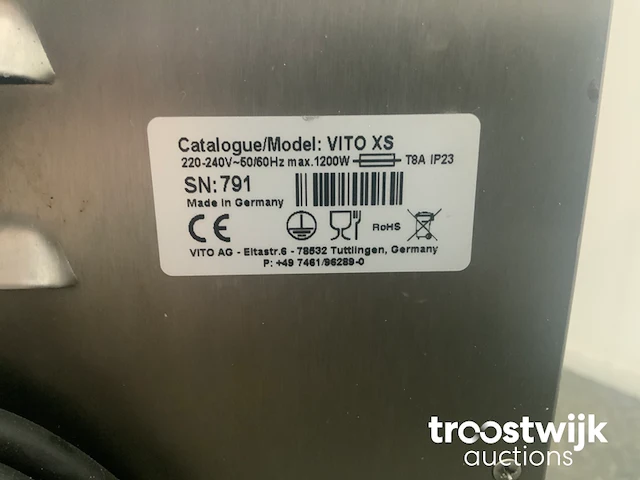 Catalogue/Model: VITO XS
220-240V~50/60Hz max.1200W T8A IP23
SN:791
Made in Germany
CE RoHS
VITO AG - Eltastr.6 - 78532 Tuttlingen, Germany
P: +49 7461/96289-0
troostwijk
auctions